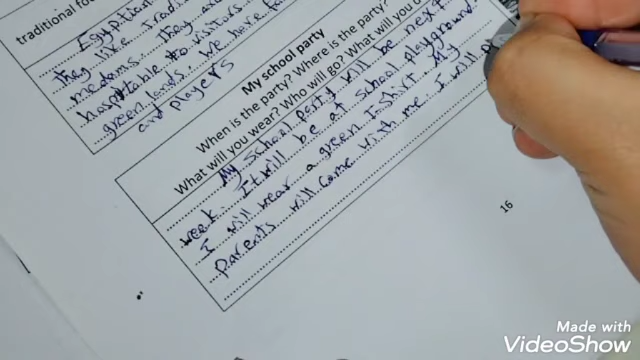 traditional foo
Egyptian
They like tradi
medams. They are
hospitable to visitors.
green lands. We have fa
and players
My school party
When is the party? Where is the party?
What will you wear? Who will go? What will you
My school party will be next
week. It will be at school playground.
I will wear a green T-shirt. My
parents will come with me. I will p
16
Made with
VideoShow